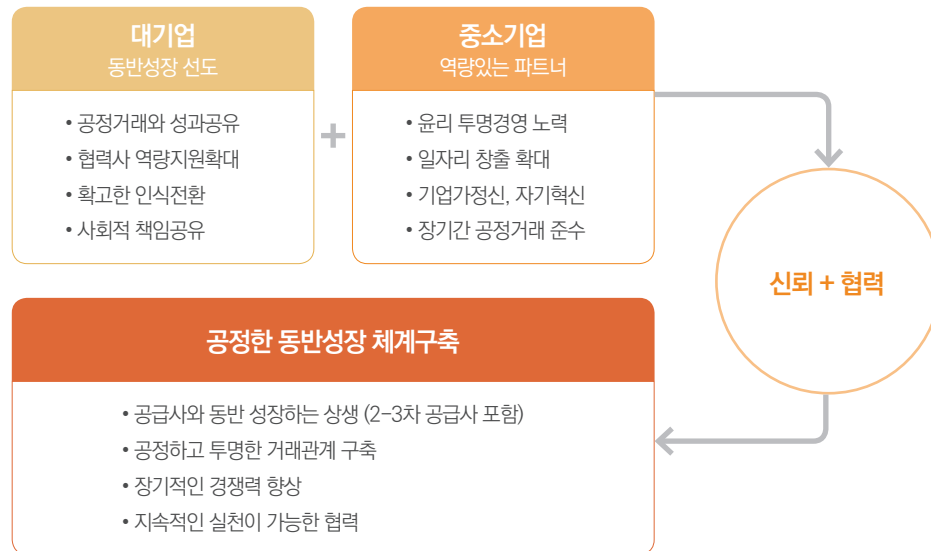 대기업
동반성장 선도
• 공정거래와 성과공유
• 협력사 역량지원확대
• 확고한 인식전환
• 사회적 책임공유
+
중소기업
역량있는 파트너
• 윤리 투명경영 노력
• 일자리 창출 확대
• 기업가정신, 자기혁신
• 장기간 공정거래 준수
신뢰 + 협력
공정한 동반성장 체계구축
• 공급사와 동반 성장하는 상생 (2-3차 공급사 포함)
• 공정하고 투명한 거래관계 구축
• 장기적인 경쟁력 향상
• 지속적인 실천이 가능한 협력